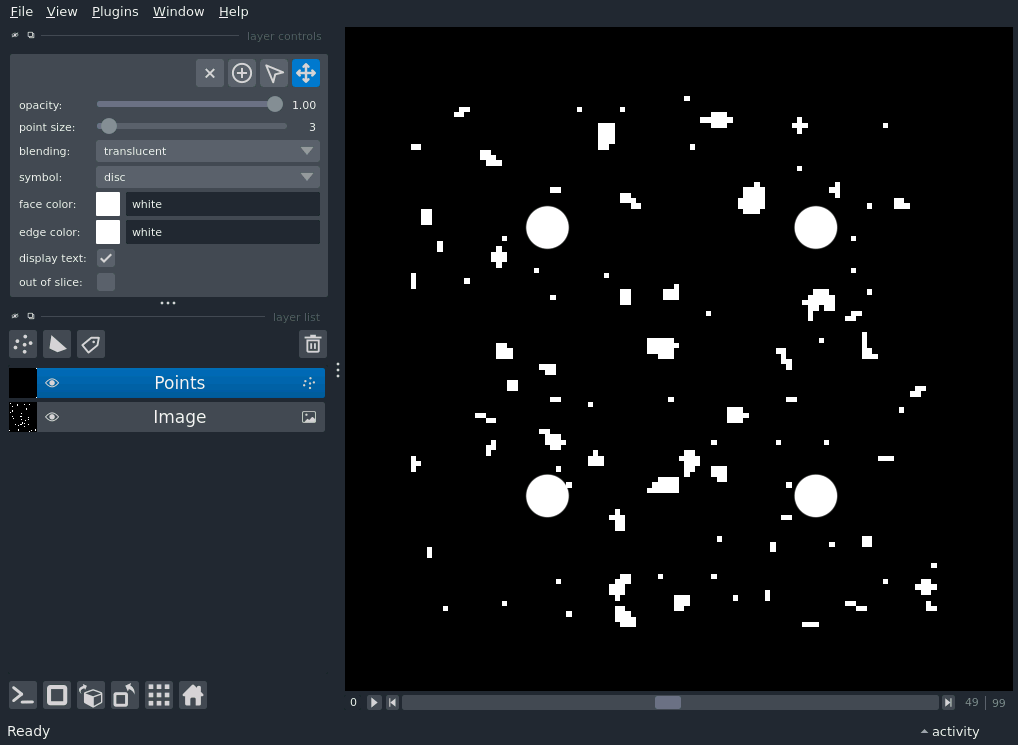 File View Plugins Window Help
layer controls
opacity: 1.00
point size: 3
blending: translucent
symbol: disc
face color: white
edge color: white
display text:
out of slice:
layer list
Points
Image
0 49 99
Ready activity